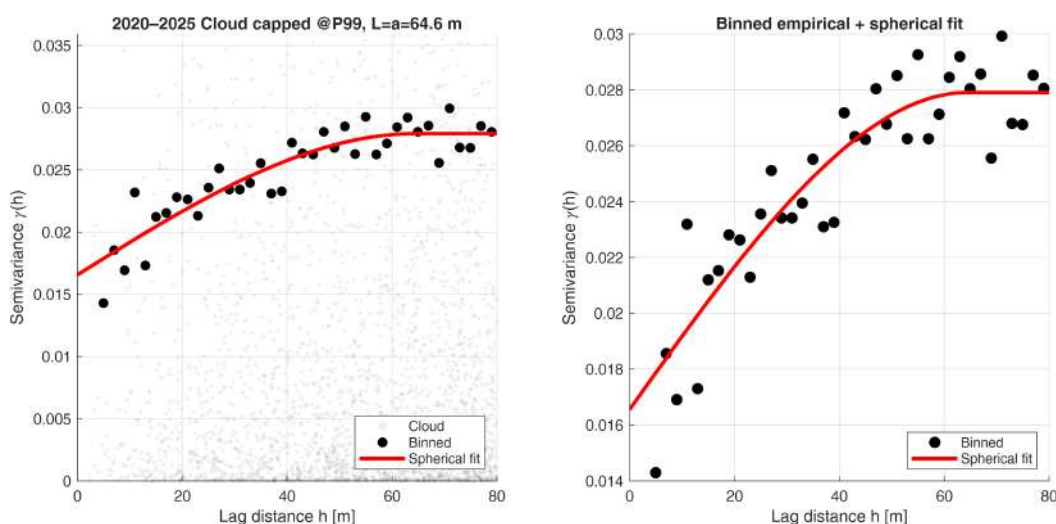 2020–2025 Cloud capped @P99, L=a=64.6 m
0.035
0.03
0.025
0.02
0.015
0.01
0.005
0
Semivariance γ(h)
0 20 40 60 80
Lag distance h [m]
Cloud
Binned
Spherical fit
Binned empirical + spherical fit
0.03
0.028
0.026
0.024
0.022
0.02
0.018
0.016
0.014
Semivariance γ(h)
0 20 40 60 80
Lag distance h [m]
Binned
Spherical fit